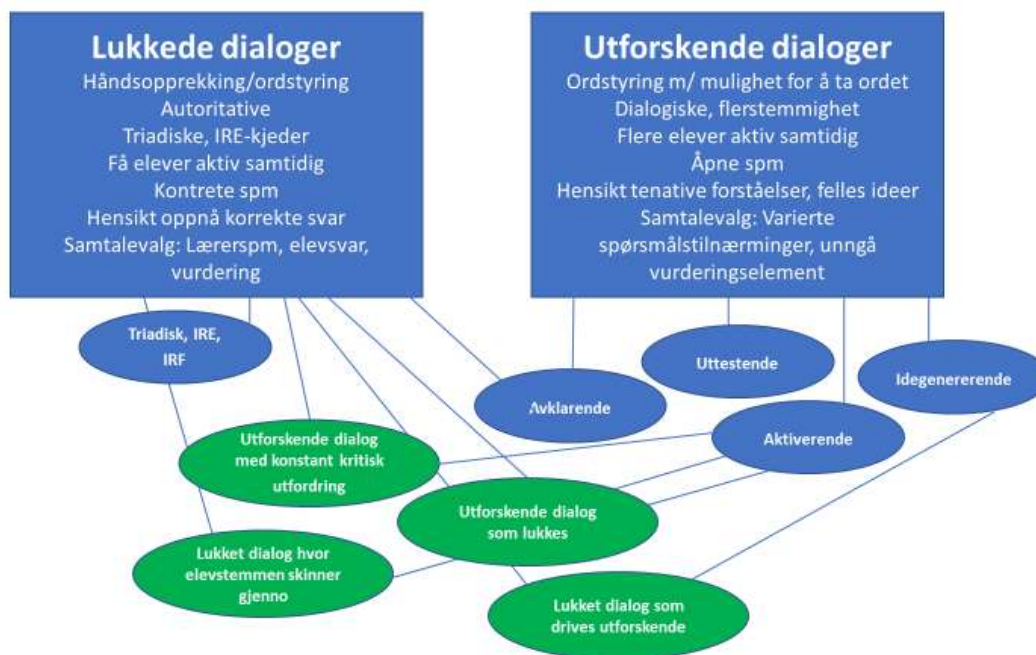 Lukkede dialoger
Håndsopprekking/ordstyring
Autoritative
Triadiske, IRE-kjeder
Få elever aktiv samtidig
Kontrete spm
Hensikt oppnå korrekte svar
Samtalevalg: Lærerspm, elevsvar,
vurdering
Utforskende dialoger
Ordstyring m/ mulighet for å ta ordet
Dialogiske, flerstemmighet
Flere elever aktiv samtidig
Åpne spm
Hensikt tenative forståelser, felles ideer
Samtalevalg: Varierte
spørsmålstilnærminger, unngå
vurderingselement
Triadisk, IRE,
IRF
Avklarende
Uttestende
Idegenererende
Aktiverende
Utforskende dialog
med konstant kritisk
utfordring
Utforskende dialog
som lukkes
Lukket dialog hvor
elevstemmen skinner
gjenno
Lukket dialog som
drives utforskende